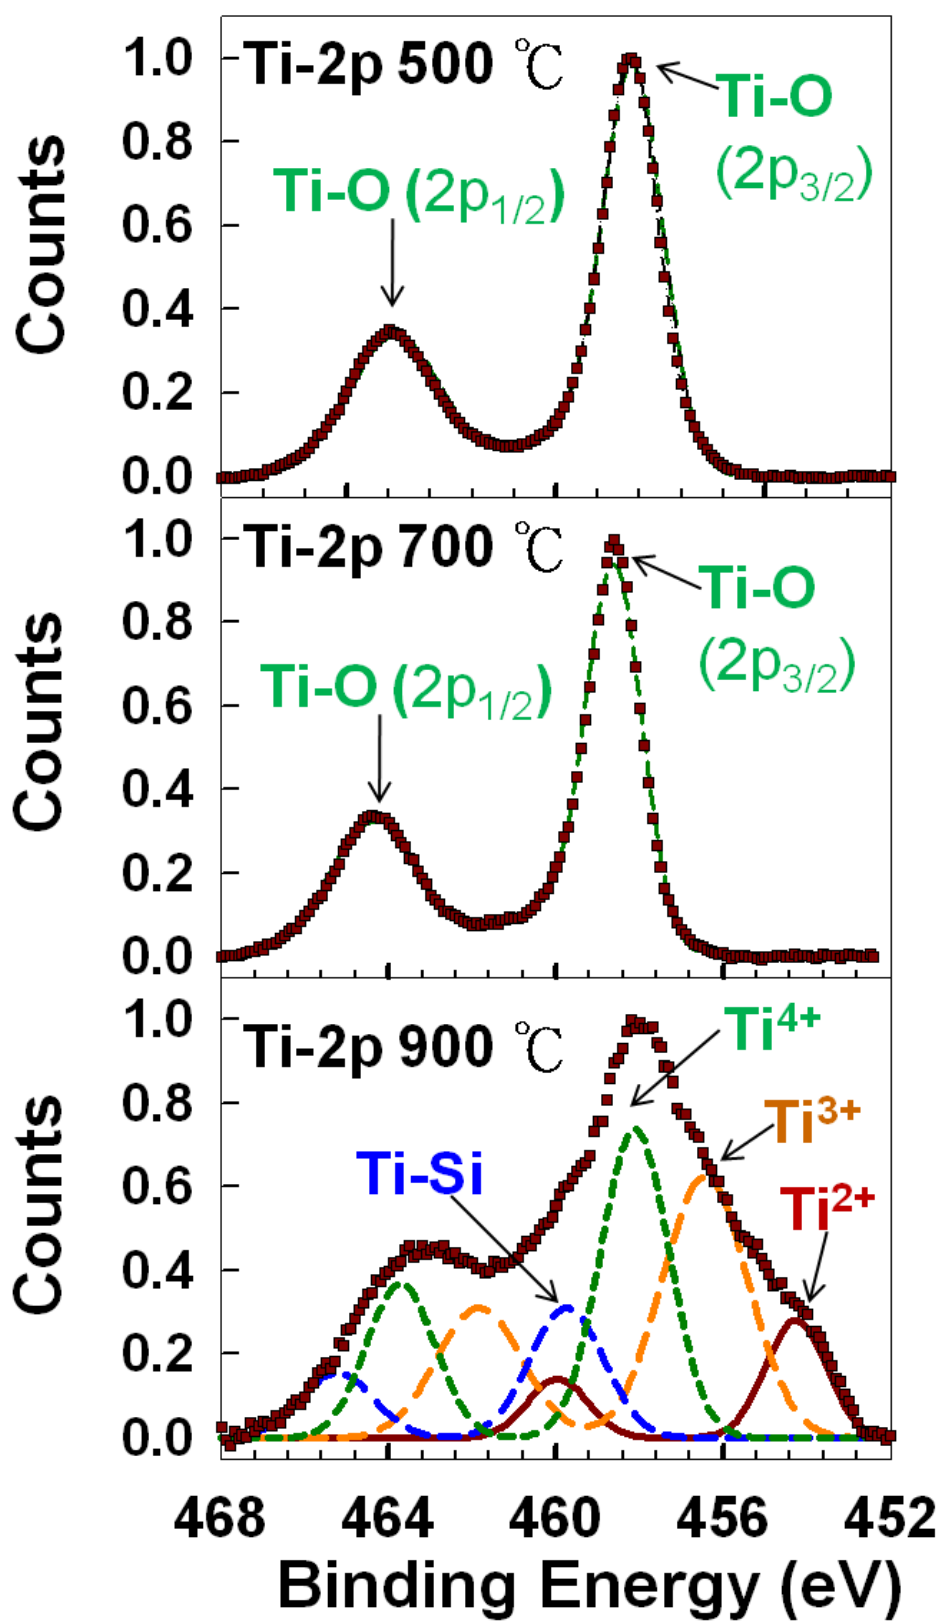 Ti-2p 500 ℃
Ti-O
(2p3/2)
Ti-O (2p1/2)
Counts
1.0
0.8
0.6
0.4
0.2
0.0
Ti-2p 700 ℃
Ti-O
(2p3/2)
Ti-O (2p1/2)
Counts
1.0
0.8
0.6
0.4
0.2
0.0
Ti-2p 900 ℃
Ti4+
Ti3+
Ti-Si
Ti2+
Counts
1.0
0.8
0.6
0.4
0.2
0.0
468 464 460 456 452
Binding Energy (eV)